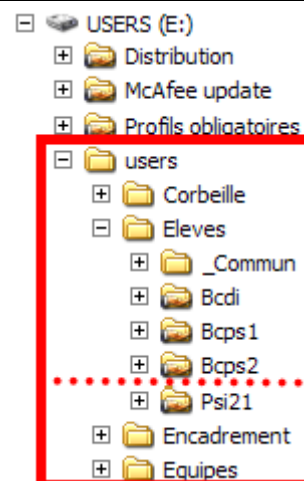 USERS (E:)
Distribution
McAfee update
Profils obligatoires
users
Corbeille
Eleves
_Commun
Bcdi
Bcps1
Bcps2
Psi21
Encadrement
Equipes